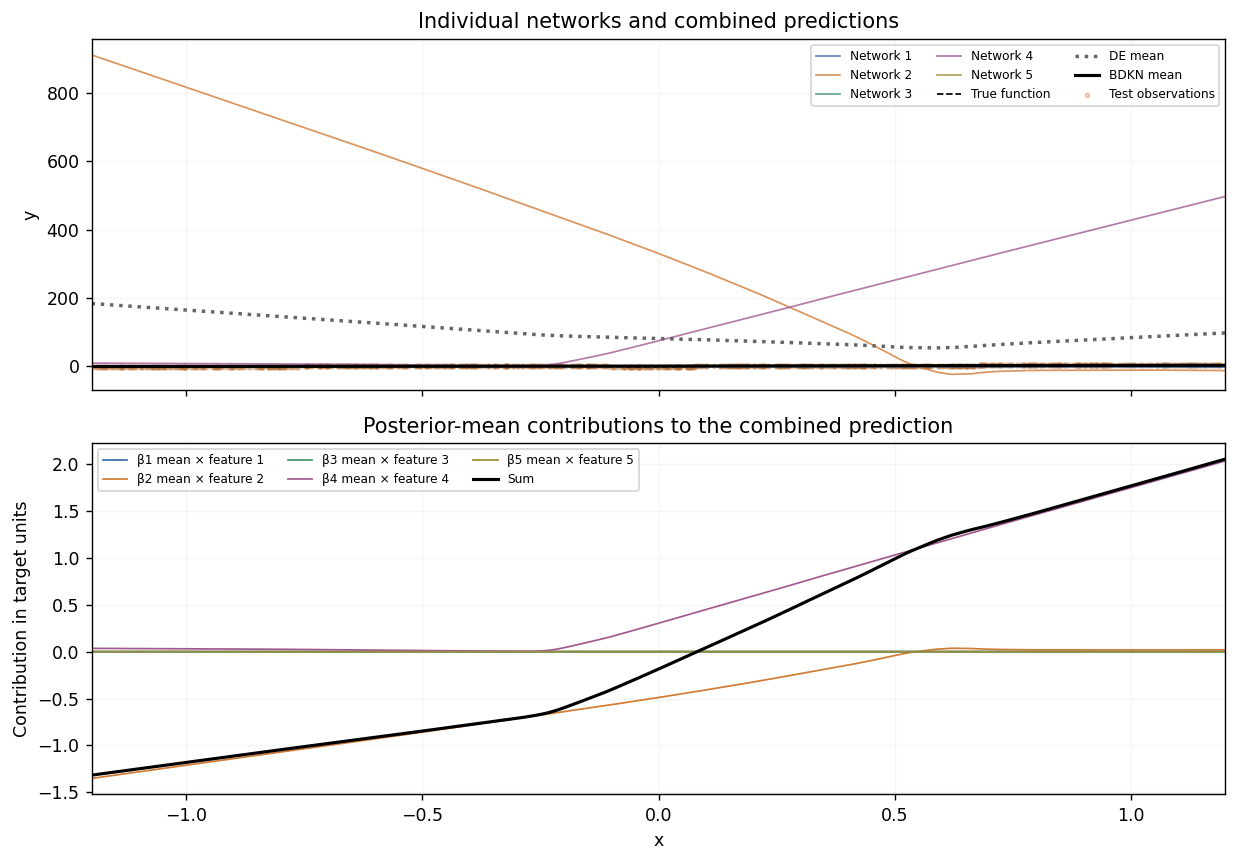 Individual networks and combined predictions
800
600
400
200
0
y
Network 1
Network 2
Network 3
Network 4
Network 5
True function
DE mean
BDKN mean
Test observations
Posterior-mean contributions to the combined prediction
2.0
1.5
1.0
0.5
0.0
−0.5
−1.0
−1.5
Contribution in target units
β1 mean × feature 1
β2 mean × feature 2
β3 mean × feature 3
β4 mean × feature 4
β5 mean × feature 5
Sum
−1.0 −0.5 0.0 0.5 1.0
x